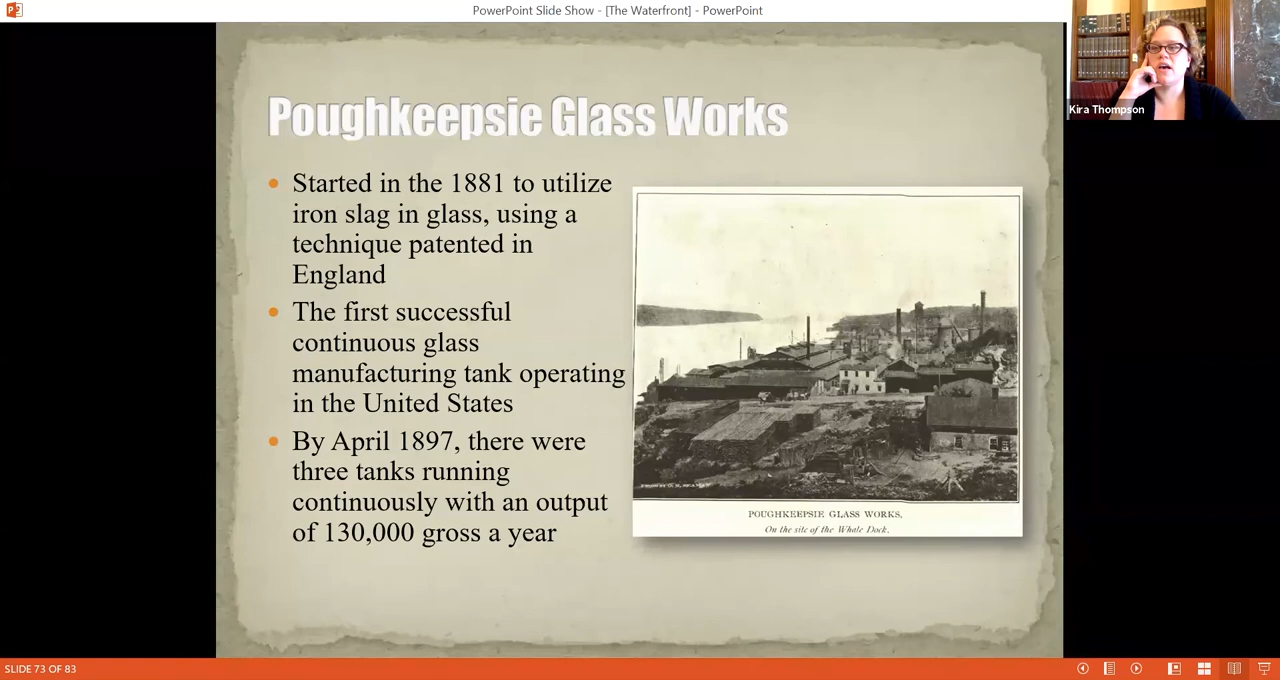 PowerPoint Slide Show - [The Waterfront] - PowerPoint
Kira Thompson
Poughkeepsie Glass Works
Started in the 1881 to utilize
iron slag in glass, using a
technique patented in
England
The first successful
continuous glass
manufacturing tank operating
in the United States
By April 1897, there were
three tanks running
continuously with an output
of 130,000 gross a year
POUGHKEEPSIE GLASS WORKS,
On the site of the Whale Dock.
SLIDE 73 OF 83